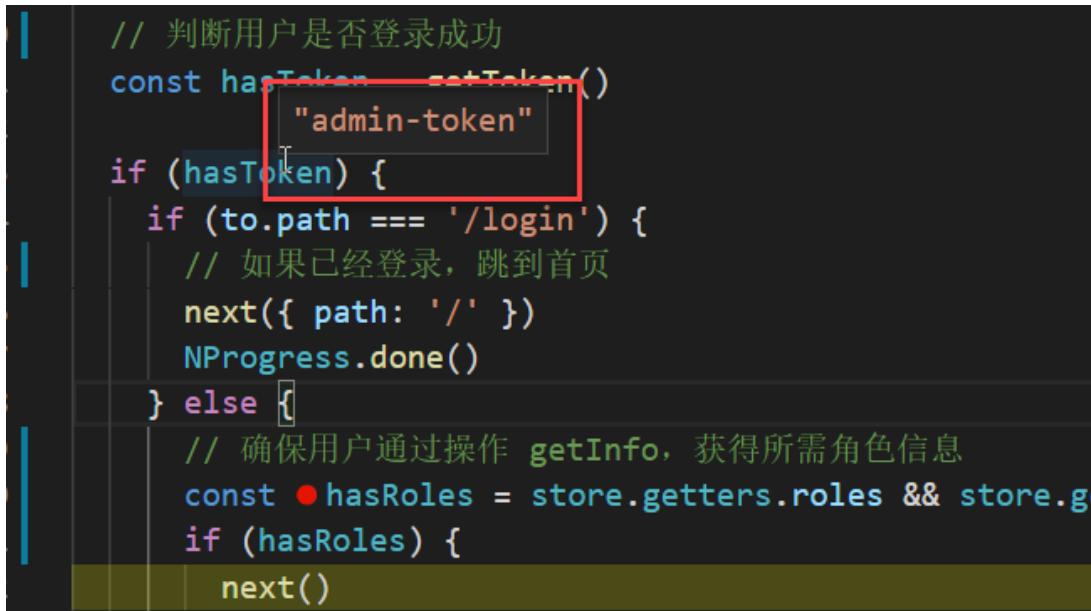 // 判断用户是否登录成功
const hasToken = getToken()
"admin-token"
if (hasToken) {
if (to.path === '/login') {
// 如果已经登录，跳到首页
next({ path: '/' })
NProgress.done()
} else {
// 确保用户通过操作 getInfo，获得所需角色信息
const hasRoles = store.getters.roles && store.g
if (hasRoles) {
next()